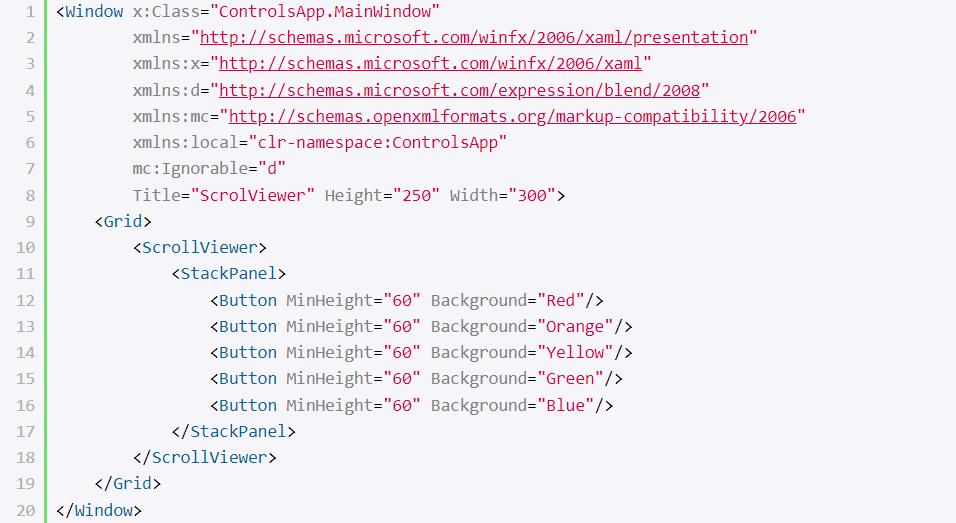 1 <Window x:Class="ControlsApp.MainWindow"
2         xmlns="http://schemas.microsoft.com/winfx/2006/xaml/presentation"
3         xmlns:x="http://schemas.microsoft.com/winfx/2006/xaml"
4         xmlns:d="http://schemas.microsoft.com/expression/blend/2008"
5         xmlns:mc="http://schemas.openxmlformats.org/markup-compatibility/2006"
6         xmlns:local="clr-namespace:ControlsApp"
7         mc:Ignorable="d"
8         Title="ScrolViewer" Height="250" Width="300">
9     <Grid>
10         <ScrollViewer>
11             <StackPanel>
12                 <Button MinHeight="60" Background="Red"/>
13                 <Button MinHeight="60" Background="Orange"/>
14                 <Button MinHeight="60" Background="Yellow"/>
15                 <Button MinHeight="60" Background="Green"/>
16                 <Button MinHeight="60" Background="Blue"/>
17             </StackPanel>
18         </ScrollViewer>
19     </Grid>
20 </Window>